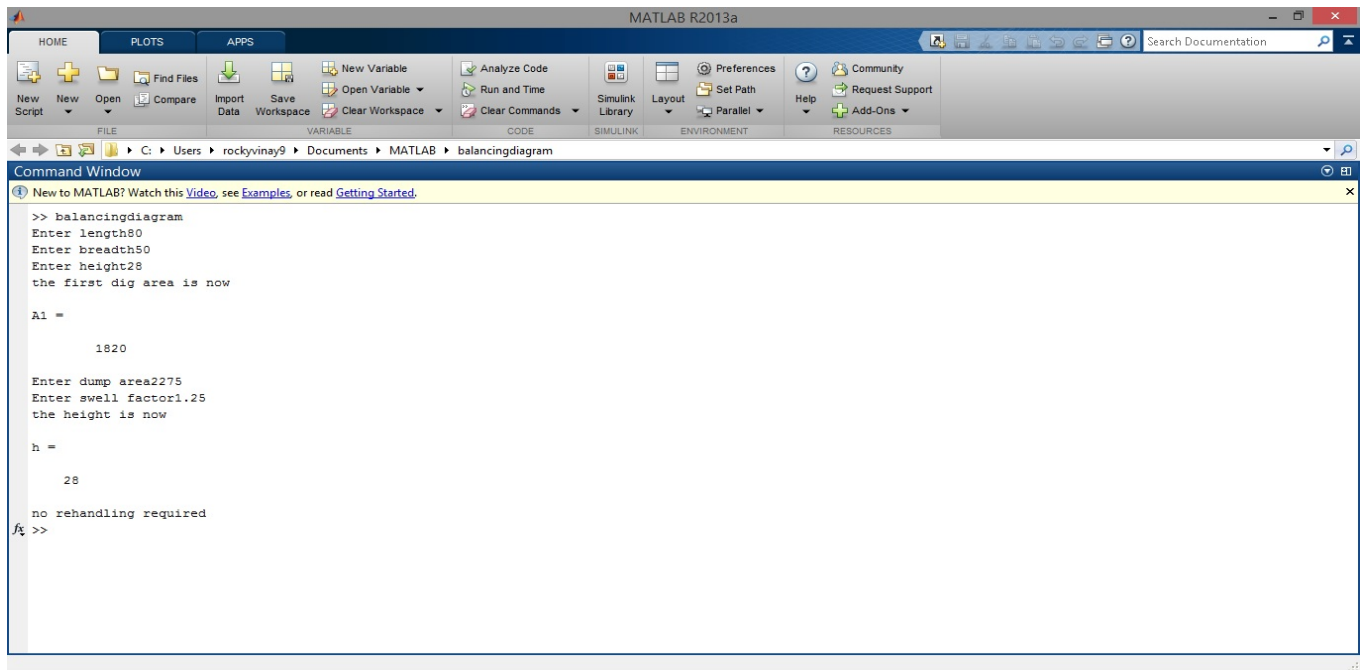 MATLAB R2013a
HOME PLOTS APPS
Search Documentation
New Script
New
Open
Find Files
Compare
FILE
Import Data
Save Workspace
New Variable
Open Variable
Clear Workspace
VARIABLE
Analyze Code
Run and Time
Clear Commands
CODE
Simulink Library
SIMULINK
Layout
Preferences
Set Path
Parallel
ENVIRONMENT
Help
Community
Request Support
Add-Ons
RESOURCES
C: Users rockyvinay9 Documents MATLAB balancingdiagram
Command Window
New to MATLAB? Watch this Video, see Examples, or read Getting Started.
>> balancingdiagram
Enter length80
Enter breadth50
Enter height28
the first dig area is now
A1 =
1820
Enter dump area2275
Enter swell factor1.25
the height is now
h =
28
no rehandling required
fx >>